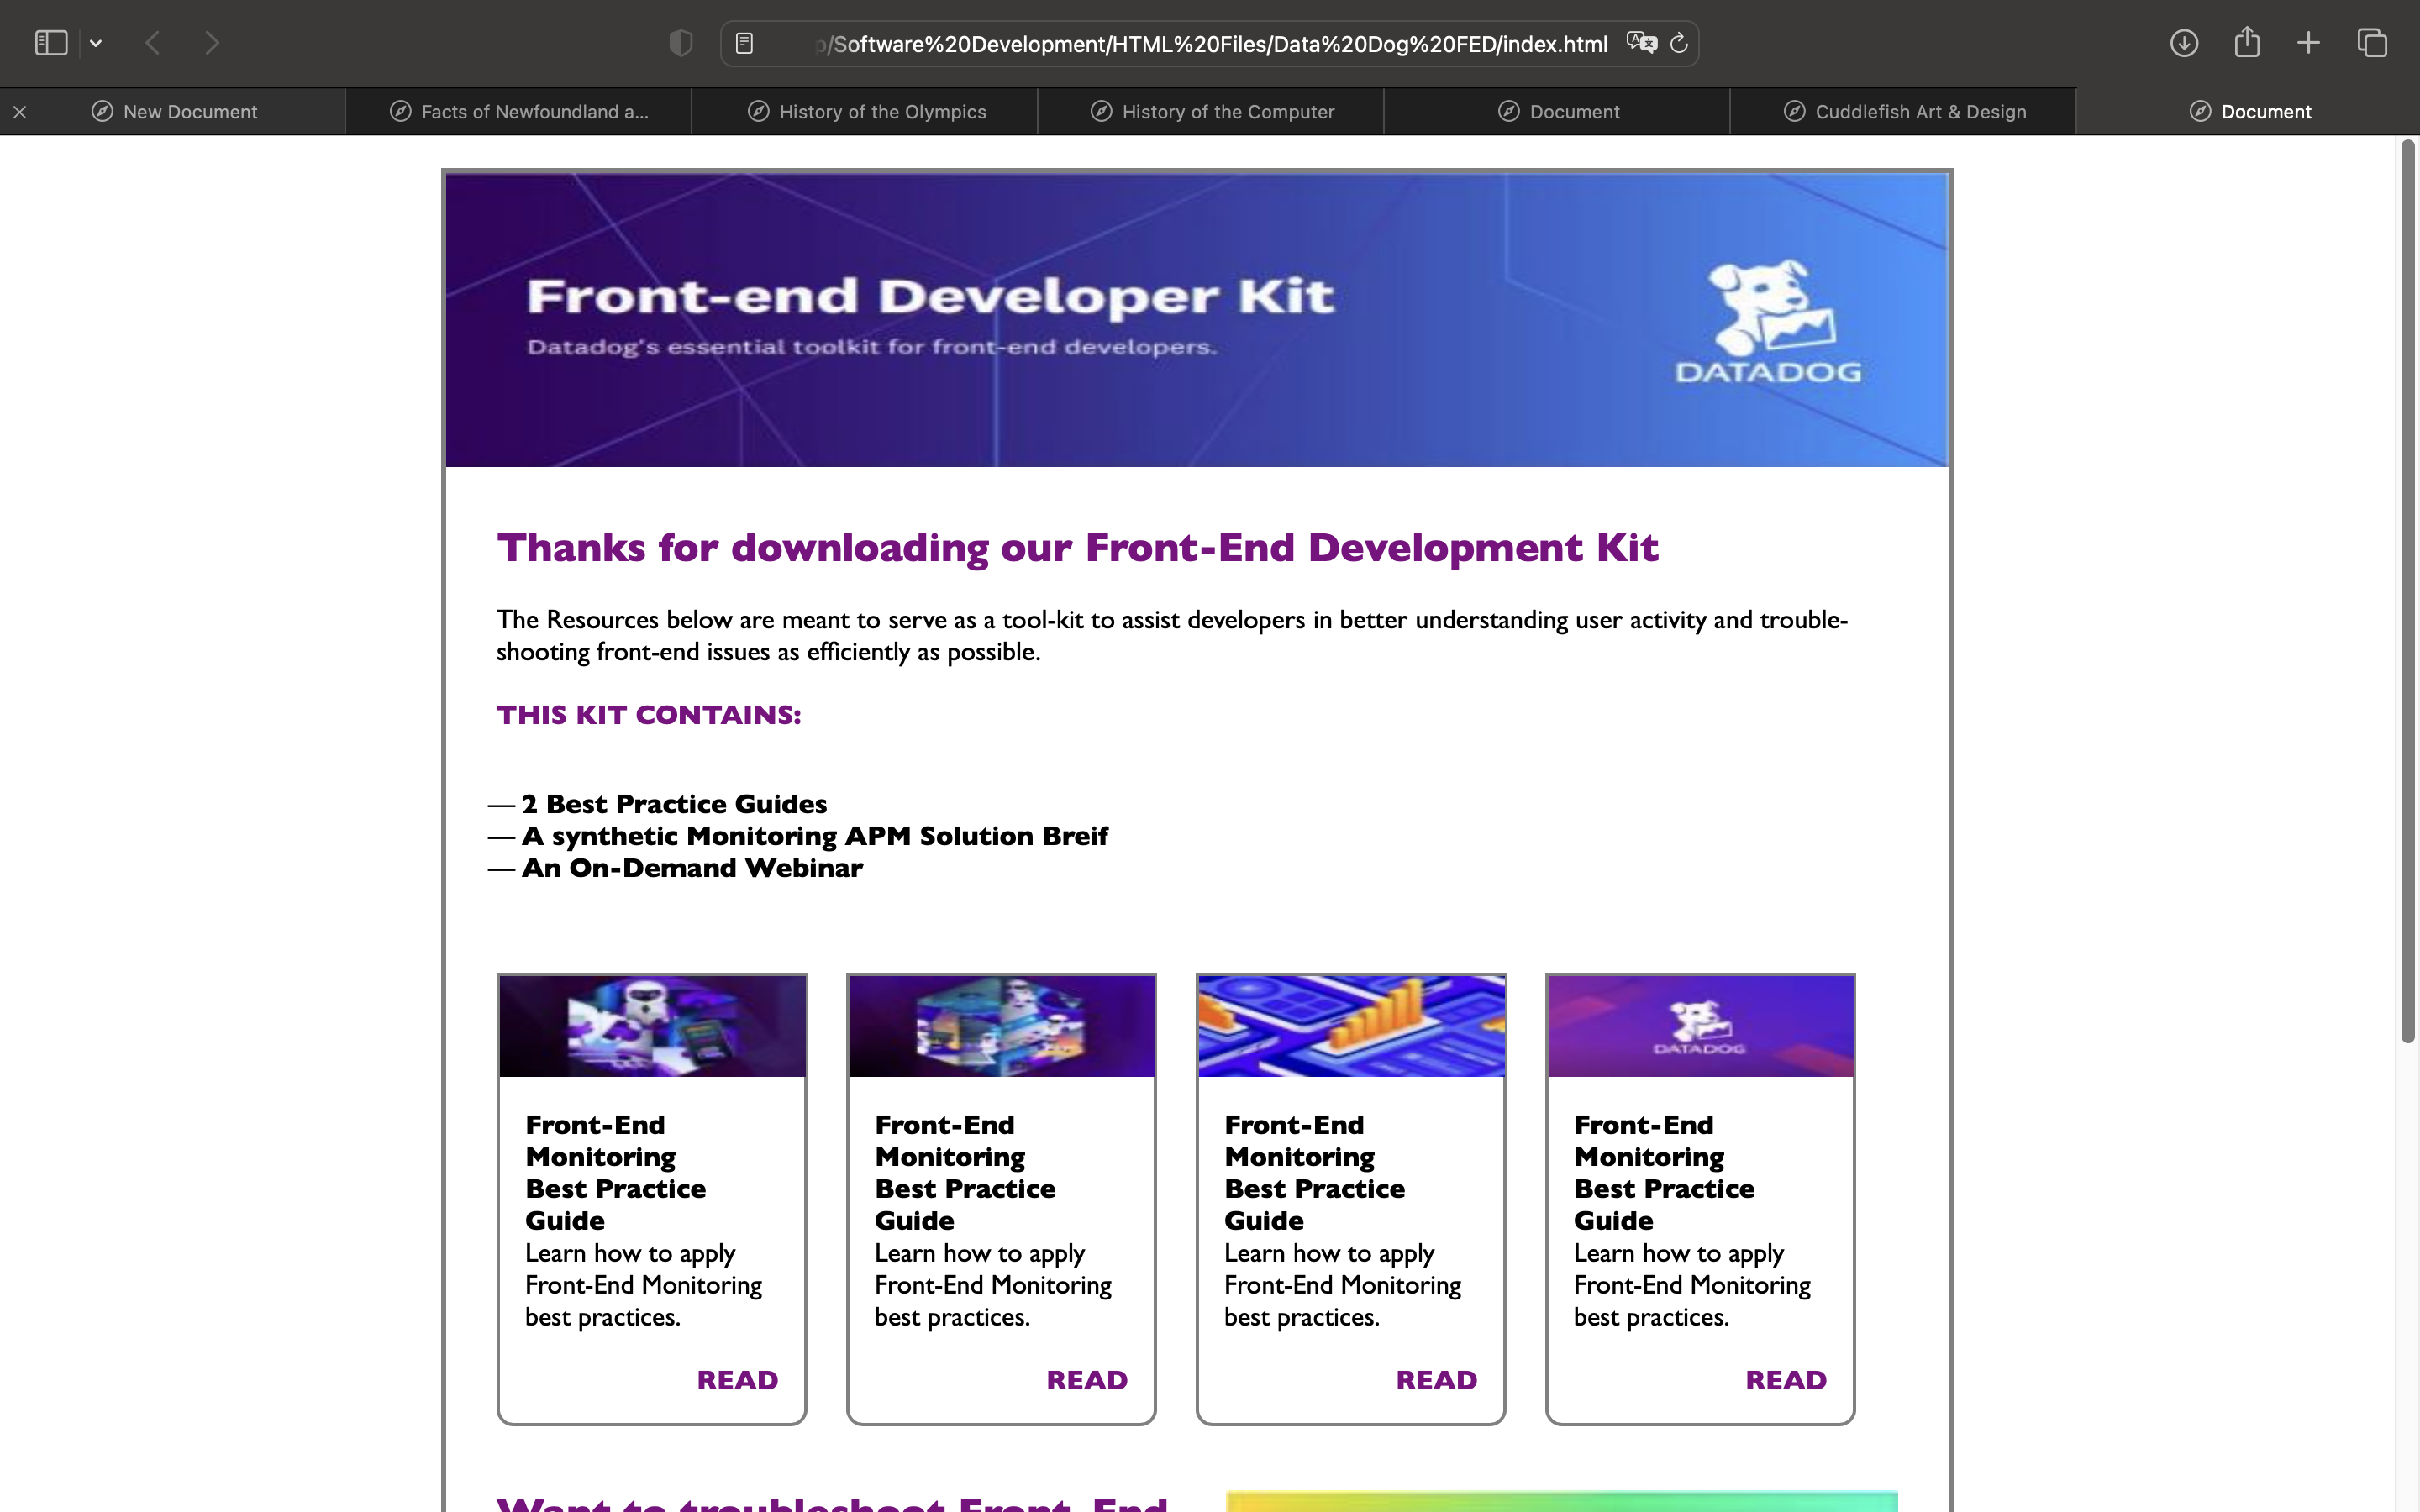 p/Software%20Development/HTML%20Files/Data%20Dog%20FED/index.html
New Document
Facts of Newfoundland a...
History of the Olympics
History of the Computer
Document
Cuddlefish Art & Design
Document
Front-end Developer Kit
Datadog's essential toolkit for front-end developers.
DATADOG
Thanks for downloading our Front-End Development Kit
The Resources below are meant to serve as a tool-kit to assist developers in better understanding user activity and trouble-
shooting front-end issues as efficiently as possible.
THIS KIT CONTAINS:
— 2 Best Practice Guides
— A synthetic Monitoring APM Solution Breif
— An On-Demand Webinar
Front-End
Monitoring
Best Practice
Guide
Learn how to apply
Front-End Monitoring
best practices.
READ
Front-End
Monitoring
Best Practice
Guide
Learn how to apply
Front-End Monitoring
best practices.
READ
Front-End
Monitoring
Best Practice
Guide
Learn how to apply
Front-End Monitoring
best practices.
READ
DATADOG
Front-End
Monitoring
Best Practice
Guide
Learn how to apply
Front-End Monitoring
best practices.
READ
Want to troubleshoot Front-End